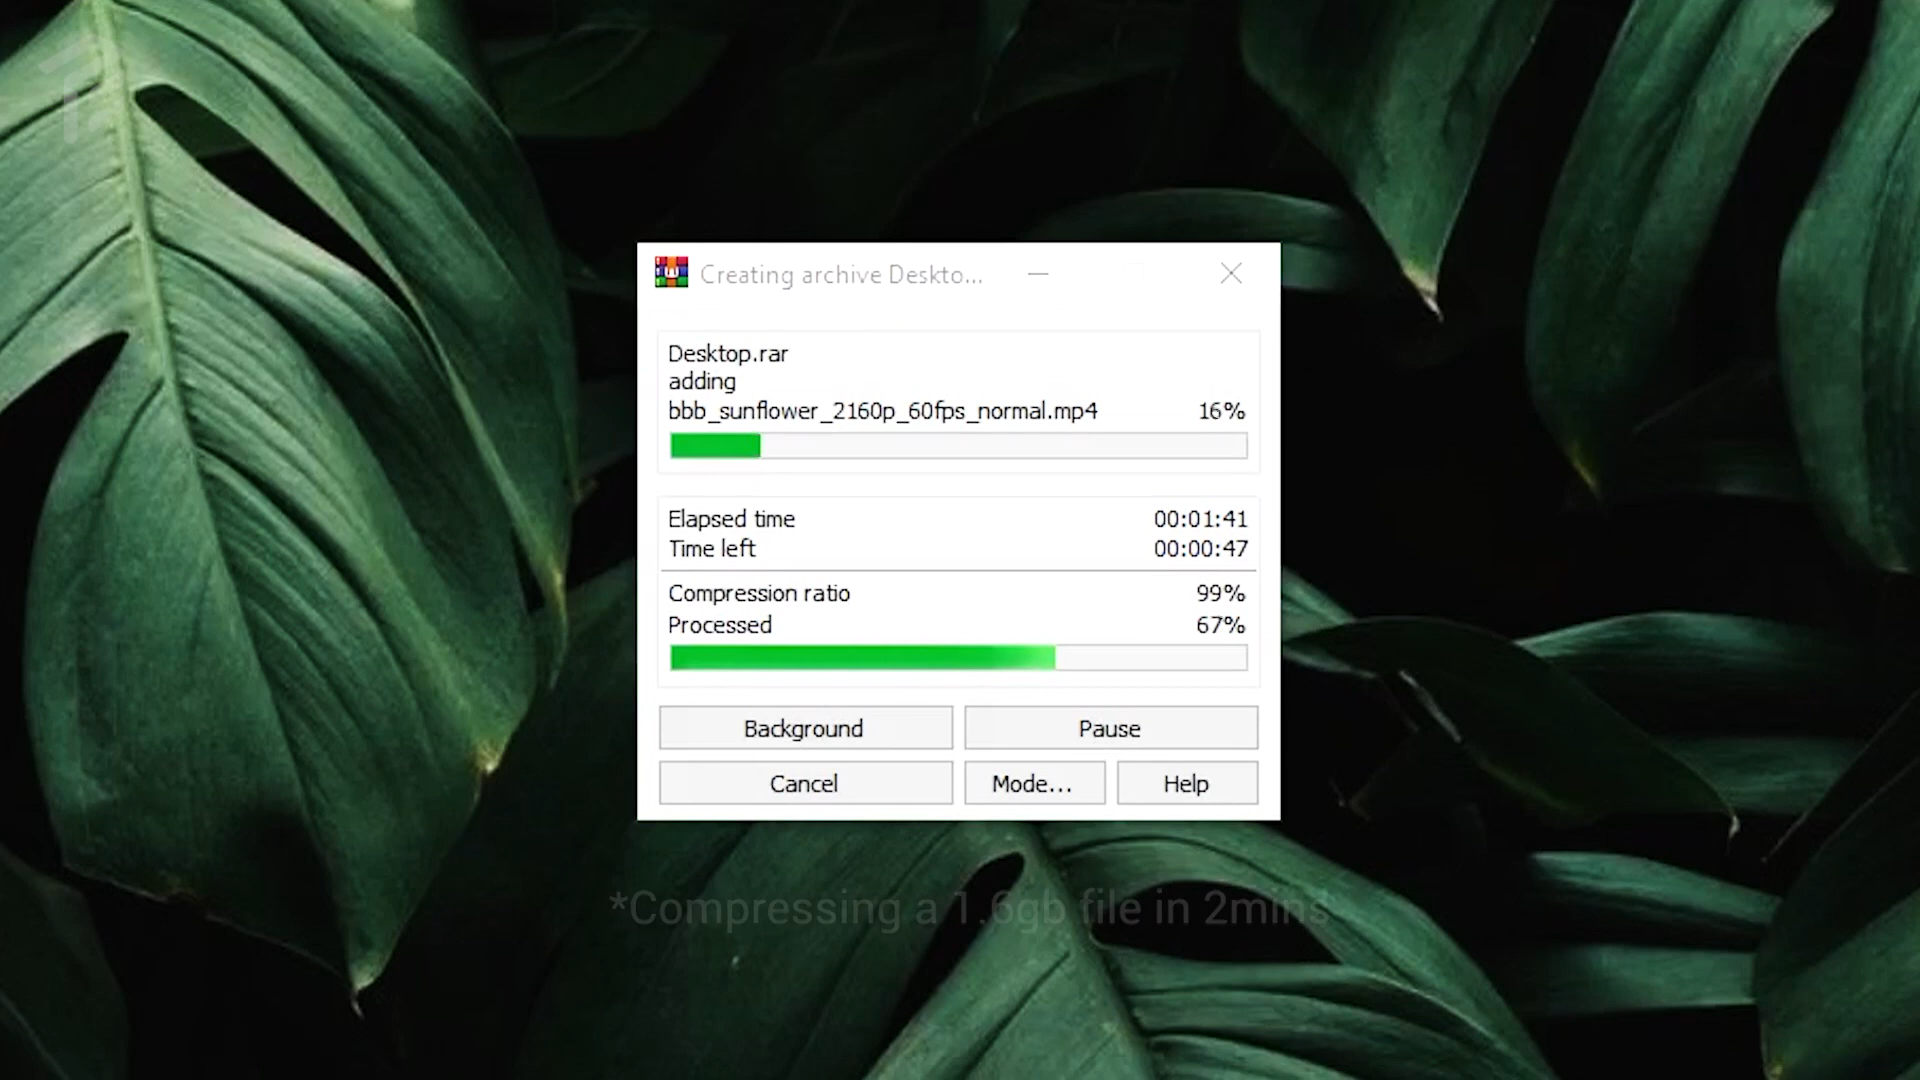 Creating archive Deskto...
Desktop.rar
adding
bbb_sunflower_2160p_60fps_normal.mp4 16%
Elapsed time 00:01:41
Time left 00:00:47
Compression ratio 99%
Processed 67%
Background Pause
Cancel Mode... Help
*Compressing a 1.6gb file in 2mins